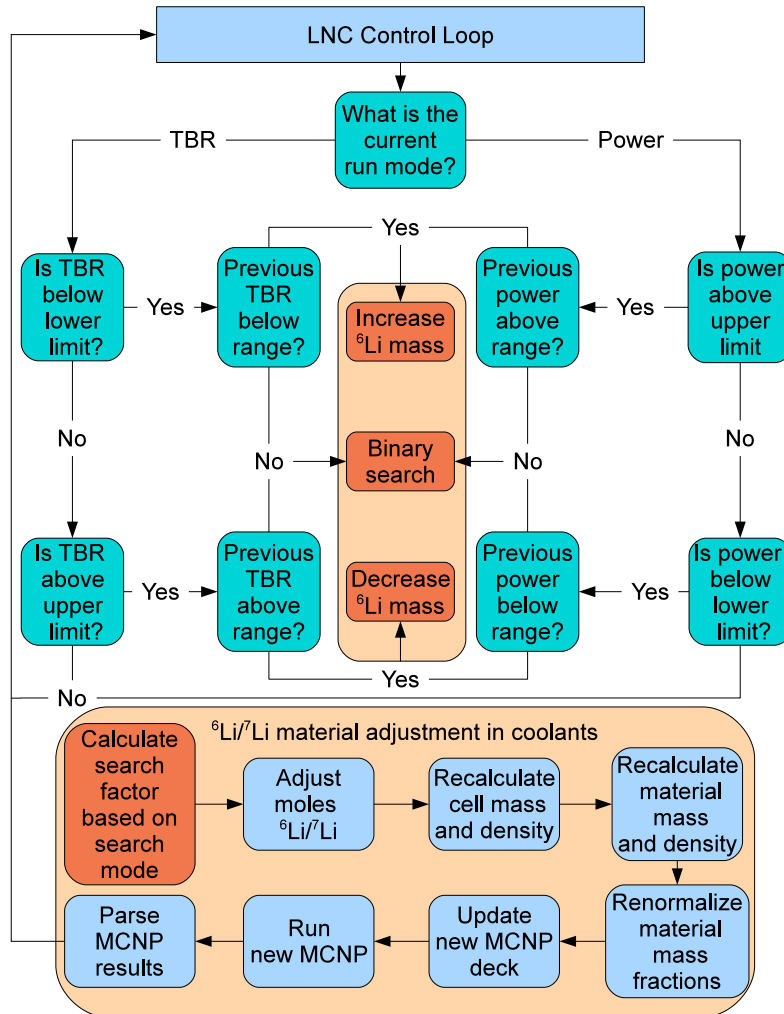 LNC Control Loop
What is the
current
run mode?
TBR
Power
Yes
Is TBR
below
lower
limit?
Yes
Previous
TBR
below
range?
Increase
⁶Li mass
Previous
power
above
range?
Yes
Is power
above
upper
limit
No
No
Binary
search
No
No
Is TBR
above
upper
limit?
Yes
Previous
TBR
above
range?
Decrease
⁶Li mass
Previous
power
below
range?
Yes
Is power
below
lower
limit?
Yes
No
⁶Li/⁷Li material adjustment in coolants
Calculate
search
factor
based on
search
mode
Adjust
moles
⁶Li/⁷Li
Recalculate
cell mass
and density
Recalculate
material
mass
and density
Parse
MCNP
results
Run
new MCNP
Update
new MCNP
deck
Renormalize
material
mass
fractions